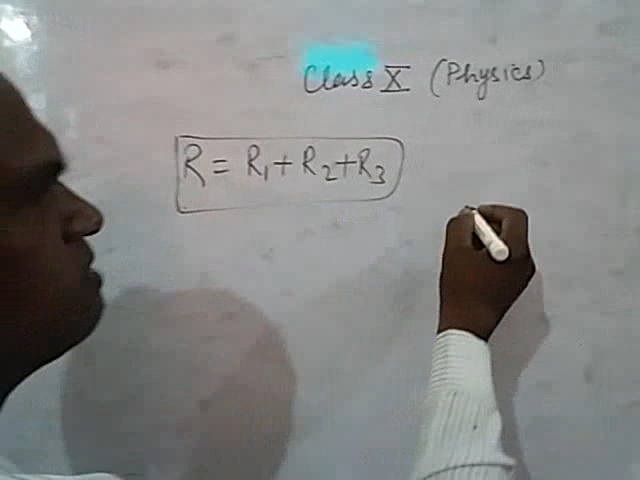 Class X (Physics)
R = R₁ + R₂ + R₃